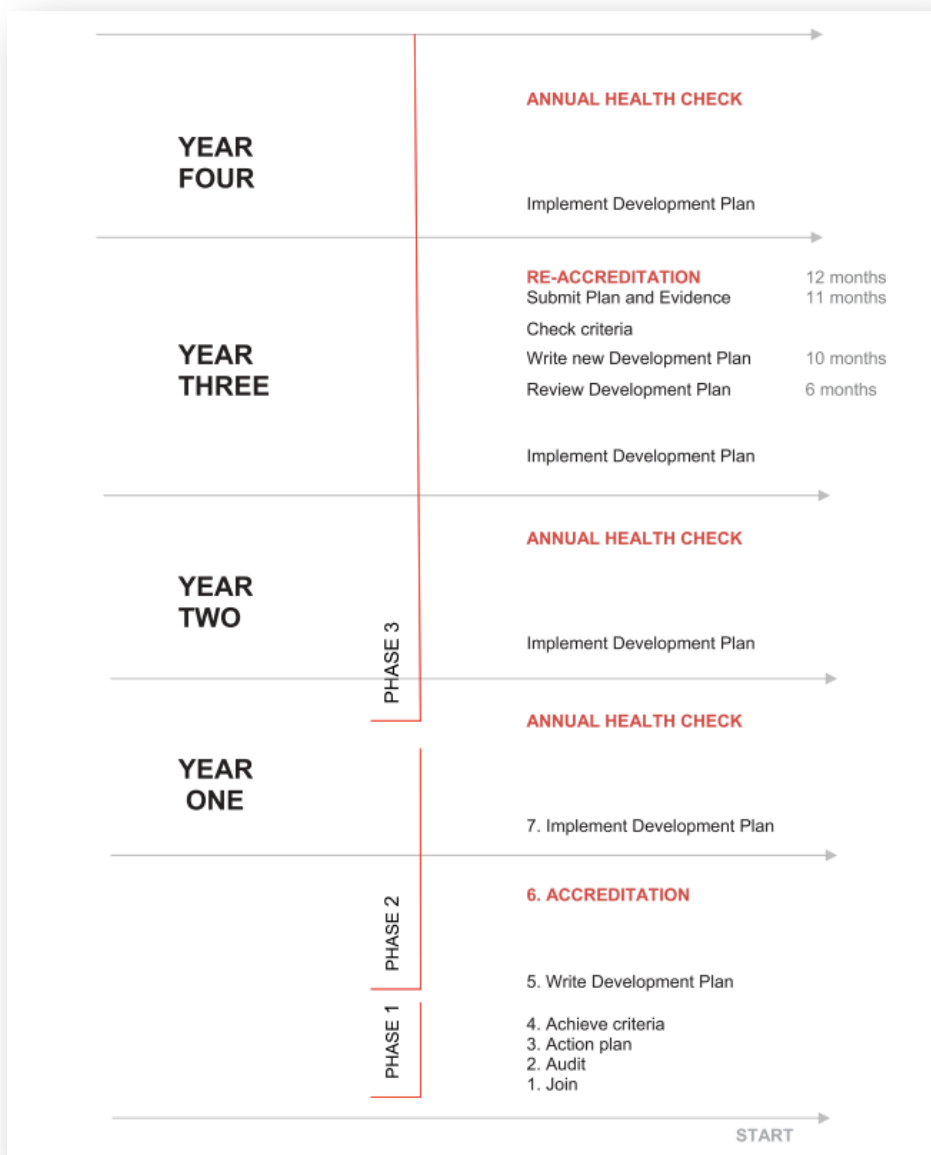 ANNUAL HEALTH CHECK
YEAR
FOUR
Implement Development Plan
RE-ACCREDITATION 12 months
Submit Plan and Evidence 11 months
Check criteria
YEAR
THREE
Write new Development Plan 10 months
Review Development Plan 6 months
Implement Development Plan
ANNUAL HEALTH CHECK
YEAR
TWO
PHASE 3
Implement Development Plan
ANNUAL HEALTH CHECK
YEAR
ONE
7. Implement Development Plan
6. ACCREDITATION
PHASE 2
5. Write Development Plan
PHASE 1
4. Achieve criteria
3. Action plan
2. Audit
1. Join
START